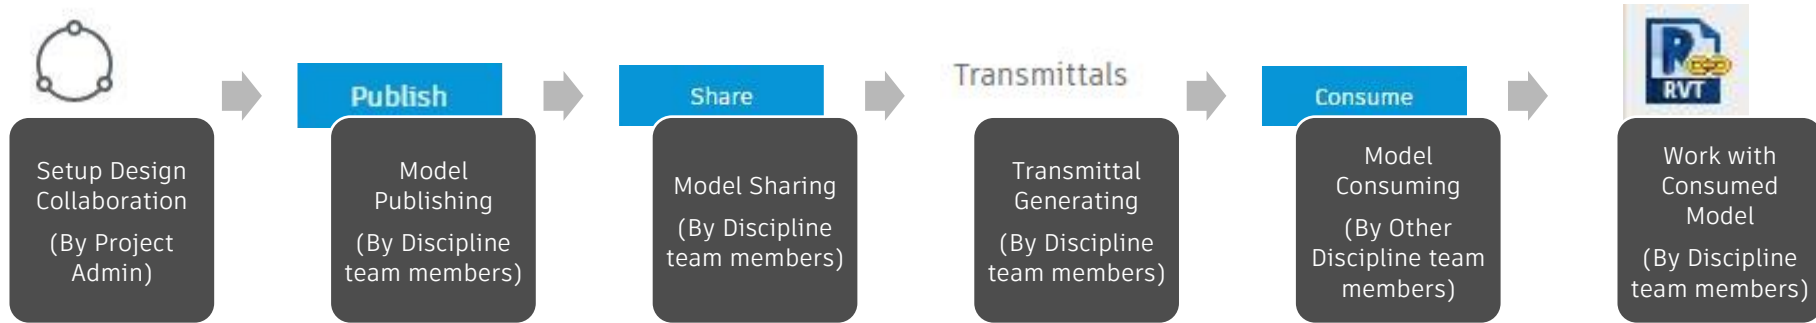 Publish
Share
Transmittals
Consume
R
RVT
Setup Design
Collaboration
(By Project
Admin)
Model
Publishing
(By Discipline
team members)
Model Sharing
(By Discipline
team members)
Transmittal
Generating
(By Discipline
team members)
Model
Consuming
(By Other
Discipline team
members)
Work with
Consumed
Model
(By Discipline
team members)